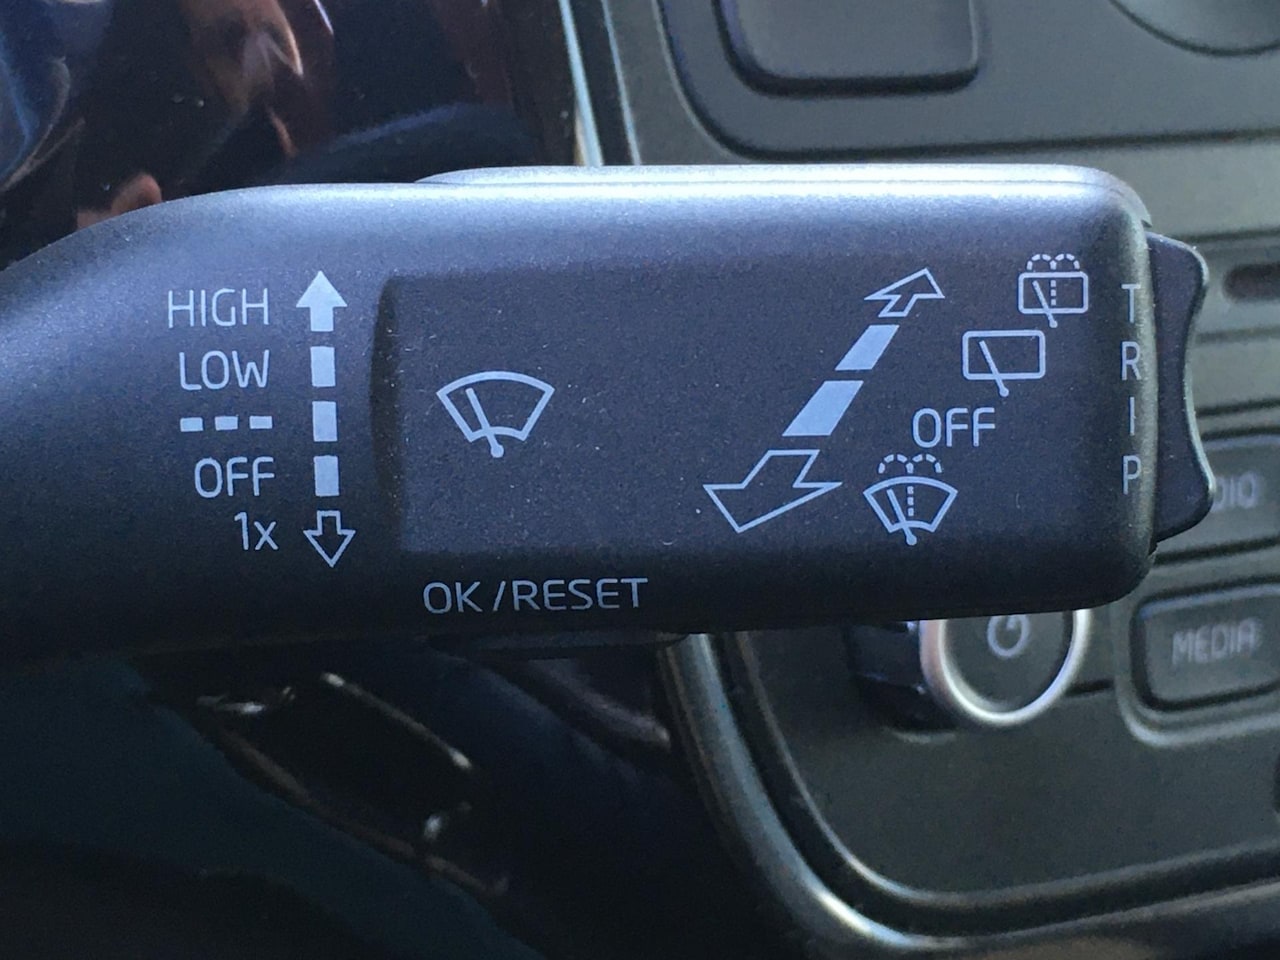 HIGH
LOW
---
OFF
1x
OFF
OK/RESET
TRIP
MEDIA